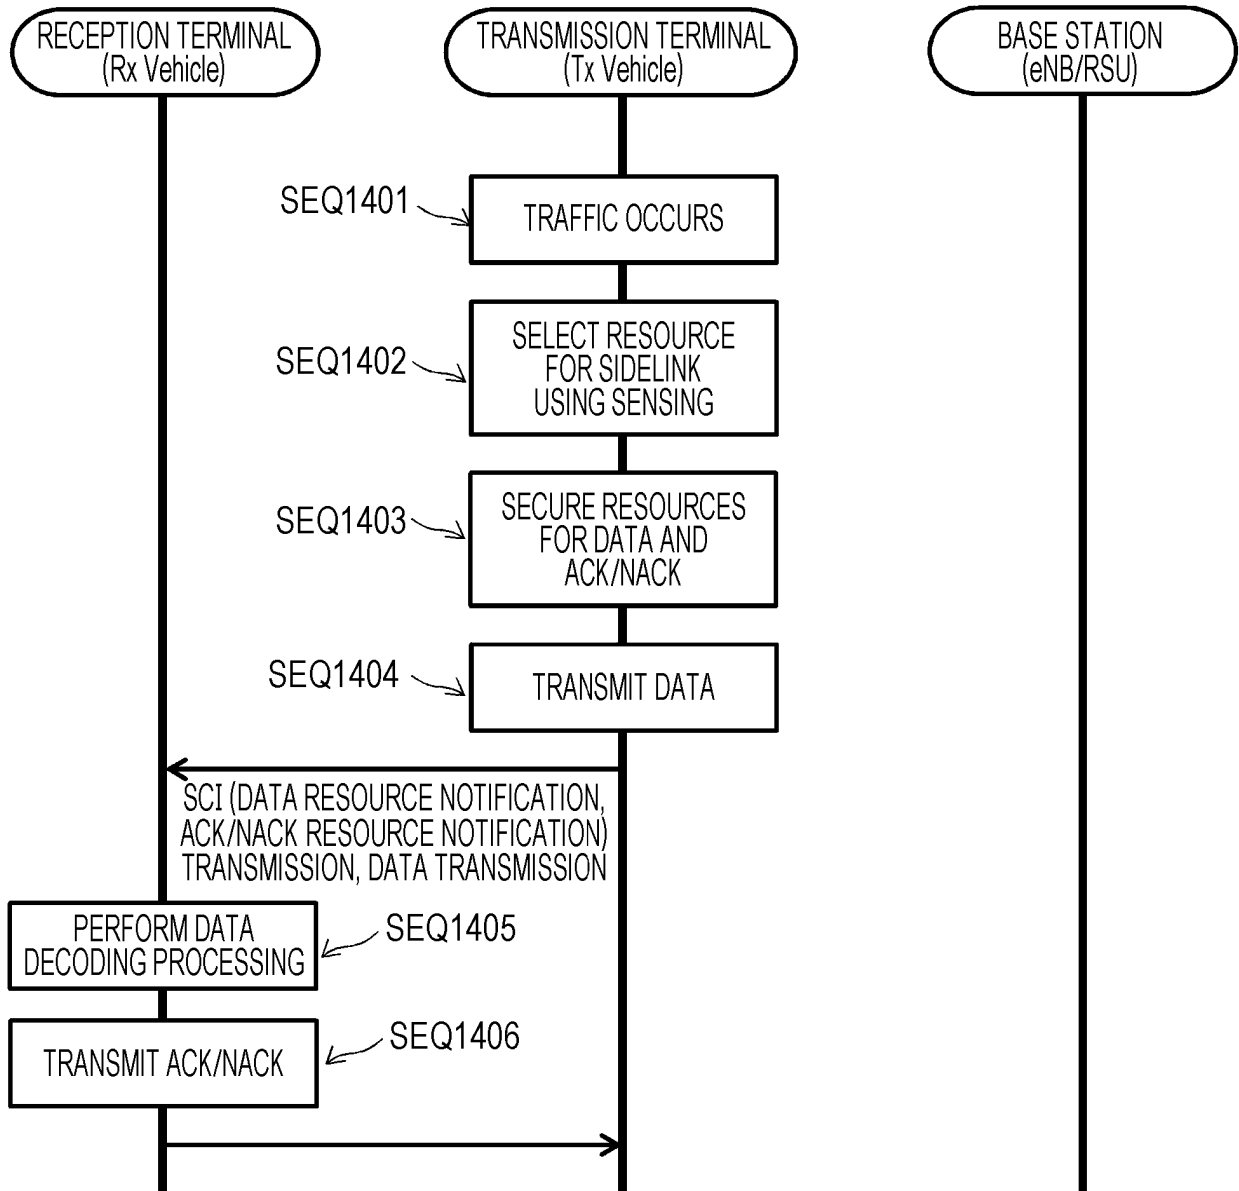 RECEPTION TERMINAL
(Rx Vehicle)
TRANSMISSION TERMINAL
(Tx Vehicle)
BASE STATION
(eNB/RSU)
SEQ1401
TRAFFIC OCCURS
SEQ1402
SELECT RESOURCE
FOR SIDELINK
USING SENSING
SEQ1403
SECURE RESOURCES
FOR DATA AND
ACK/NACK
SEQ1404
TRANSMIT DATA
SCI (DATA RESOURCE NOTIFICATION,
ACK/NACK RESOURCE NOTIFICATION)
TRANSMISSION, DATA TRANSMISSION
PERFORM DATA
DECODING PROCESSING
SEQ1405
TRANSMIT ACK/NACK
SEQ1406